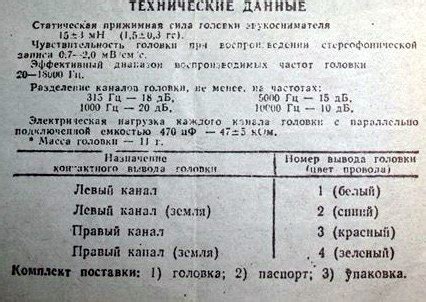 ТЕХНИЧЕСКИЕ ДАННЫЕ
Статическая прижимная сила головки звукоснимателя
15±3 мН (1,5±0,3 гс).
Чувствительность головки при воспроизведении стереофонической
записи 0,7—2,0 мВ·см/с.
Эффективный диапазон воспроизводимых частот головки
20—18000 Гц.
Разделение каналов головки, не менее, на частотах:
315 Гц — 18 дБ, 5000 Гц — 15 дБ,
1000 Гц — 20 дБ, 10000 Гц — 10 дБ.
Электрическая нагрузка каждого канала головки с параллельно
подключенной емкостью 470 пФ — 47±5 кОм.
* Масса головки — 11 г.
Назначение контактного вывода головки Номер вывода головки (цвет провода)
Левый канал 1 (белый)
Левый канал (земля) 2 (синий)
Правый канал 3 (красный)
Правый канал (земля) 4 (зеленый)
Комплект поставки: 1) головка; 2) паспорт; 3) упаковка.